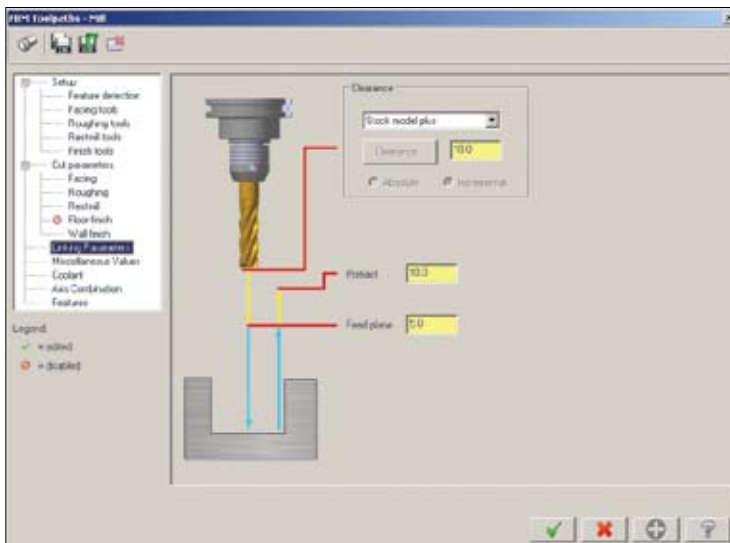 FBM Toolpaths - Mill
Setup
Feature detection
Facing tools
Roughing tools
Restmill tools
Finish tools
Cut parameters
Facing
Roughing
Restmill
Floor finish
Wall finish
Linking Parameters
Miscellaneous Values
Coolant
Axis Combination
Features
Legend
= edited
= disabled
Clearance
Stock model plus
Clearance... 10.0
Absolute Incremental
Retract 10.0
Feed plane 5.0